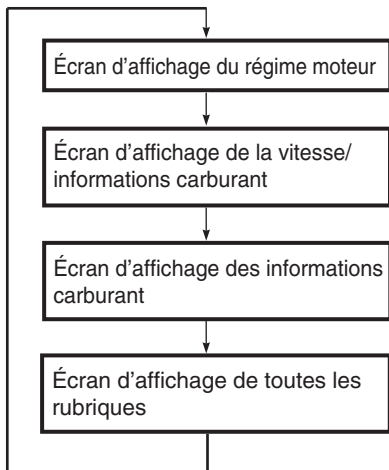 Écran d’affichage du régime moteur
Écran d’affichage de la vitesse/
informations carburant
Écran d’affichage des informations
carburant
Écran d’affichage de toutes les
rubriques